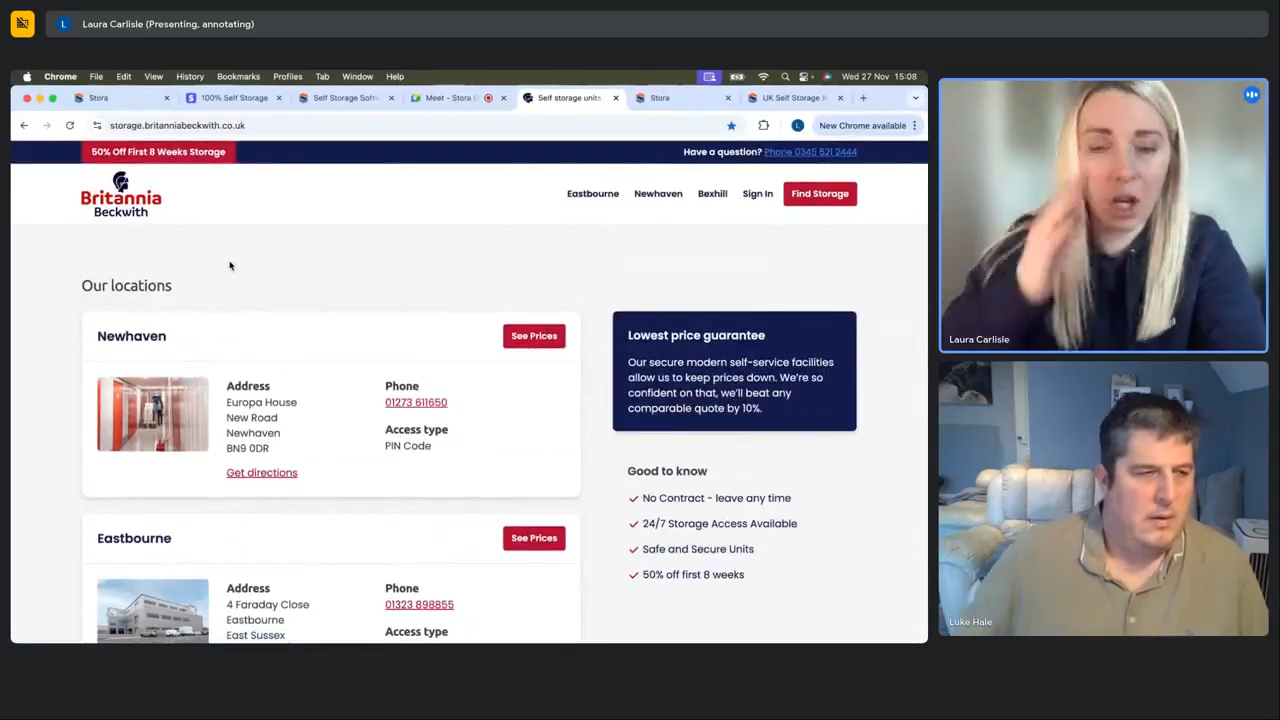 Laura Carlisle (Presenting, annotating)
Chrome File Edit View History Bookmarks Profiles Tab Window Help Wed 27 Nov 15:08
Stora 100% Self Storage Self Storage Soft Meet - Stora Self storage units Stora UK Self Storage
storage.britanniabeckwith.co.uk New Chrome available
50% Off First 8 Weeks Storage Have a question? Phone 0345 521 2444
Britannia
Beckwith
Eastbourne Newhaven Bexhill Sign In Find Storage
Our locations
Newhaven See Prices
Address
Europa House
New Road
Newhaven
BN9 0DR
Get directions
Phone
01273 611650
Access type
PIN Code
Eastbourne See Prices
Address
4 Faraday Close
Eastbourne
East Sussex
Phone
01323 898855
Access type
Lowest price guarantee
Our secure modern self-service facilities
allow us to keep prices down. We're so
confident on that, we'll beat any
comparable quote by 10%.
Good to know
No Contract - leave any time
24/7 Storage Access Available
Safe and Secure Units
50% off first 8 weeks
Laura Carlisle
Luke Hale